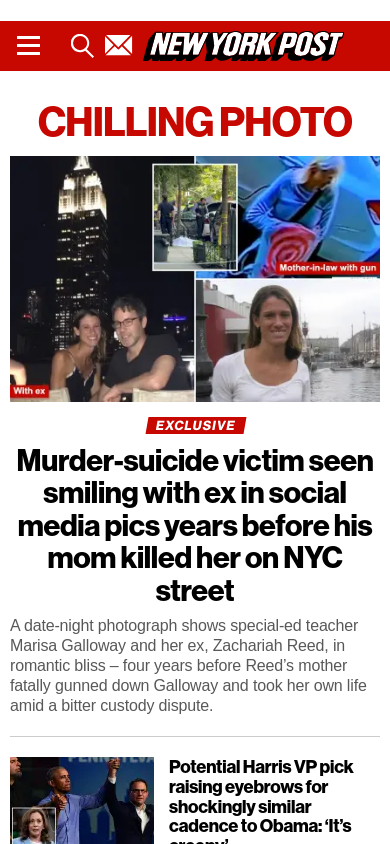 NEW YORK POST
CHILLING PHOTO
Mother-in-law with gun
With ex
EXCLUSIVE
Murder-suicide victim seen
smiling with ex in social
media pics years before his
mom killed her on NYC
street
A date-night photograph shows special-ed teacher
Marisa Galloway and her ex, Zachariah Reed, in
romantic bliss – four years before Reed’s mother
fatally gunned down Galloway and took her own life
amid a bitter custody dispute.
PENNSYLVANIA
Potential Harris VP pick
raising eyebrows for
shockingly similar
cadence to Obama: ‘It’s
creepy’